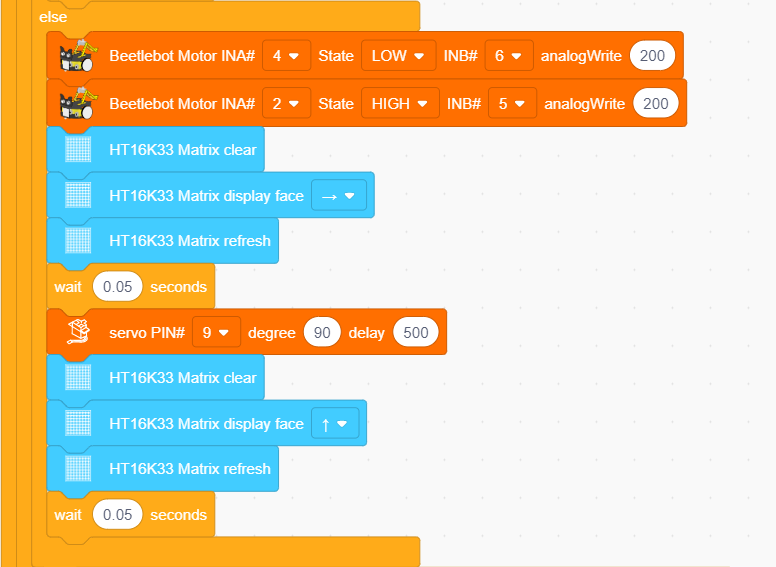 else
Beetlebot Motor INA# 4 State LOW INB# 6 analogWrite 200
Beetlebot Motor INA# 2 State HIGH INB# 5 analogWrite 200
HT16K33 Matrix clear
HT16K33 Matrix display face →
HT16K33 Matrix refresh
wait 0.05 seconds
servo PIN# 9 degree 90 delay 500
HT16K33 Matrix clear
HT16K33 Matrix display face ↑
HT16K33 Matrix refresh
wait 0.05 seconds